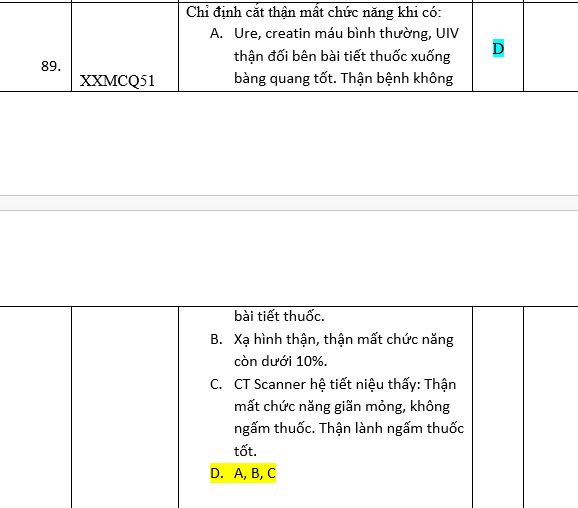 Chỉ định cắt thận mất chức năng khi có:
A. Ure, creatin máu bình thường, UIV
thận đối bên bài tiết thuốc xuống
bàng quang tốt. Thận bệnh không
89.
XXMCQ51
D
bài tiết thuốc.
B. Xạ hình thận, thận mất chức năng
còn dưới 10%.
C. CT Scanner hệ tiết niệu thấy: Thận
mất chức năng giãn mỏng, không
ngấm thuốc. Thận lành ngấm thuốc
tốt.
D. A, B, C